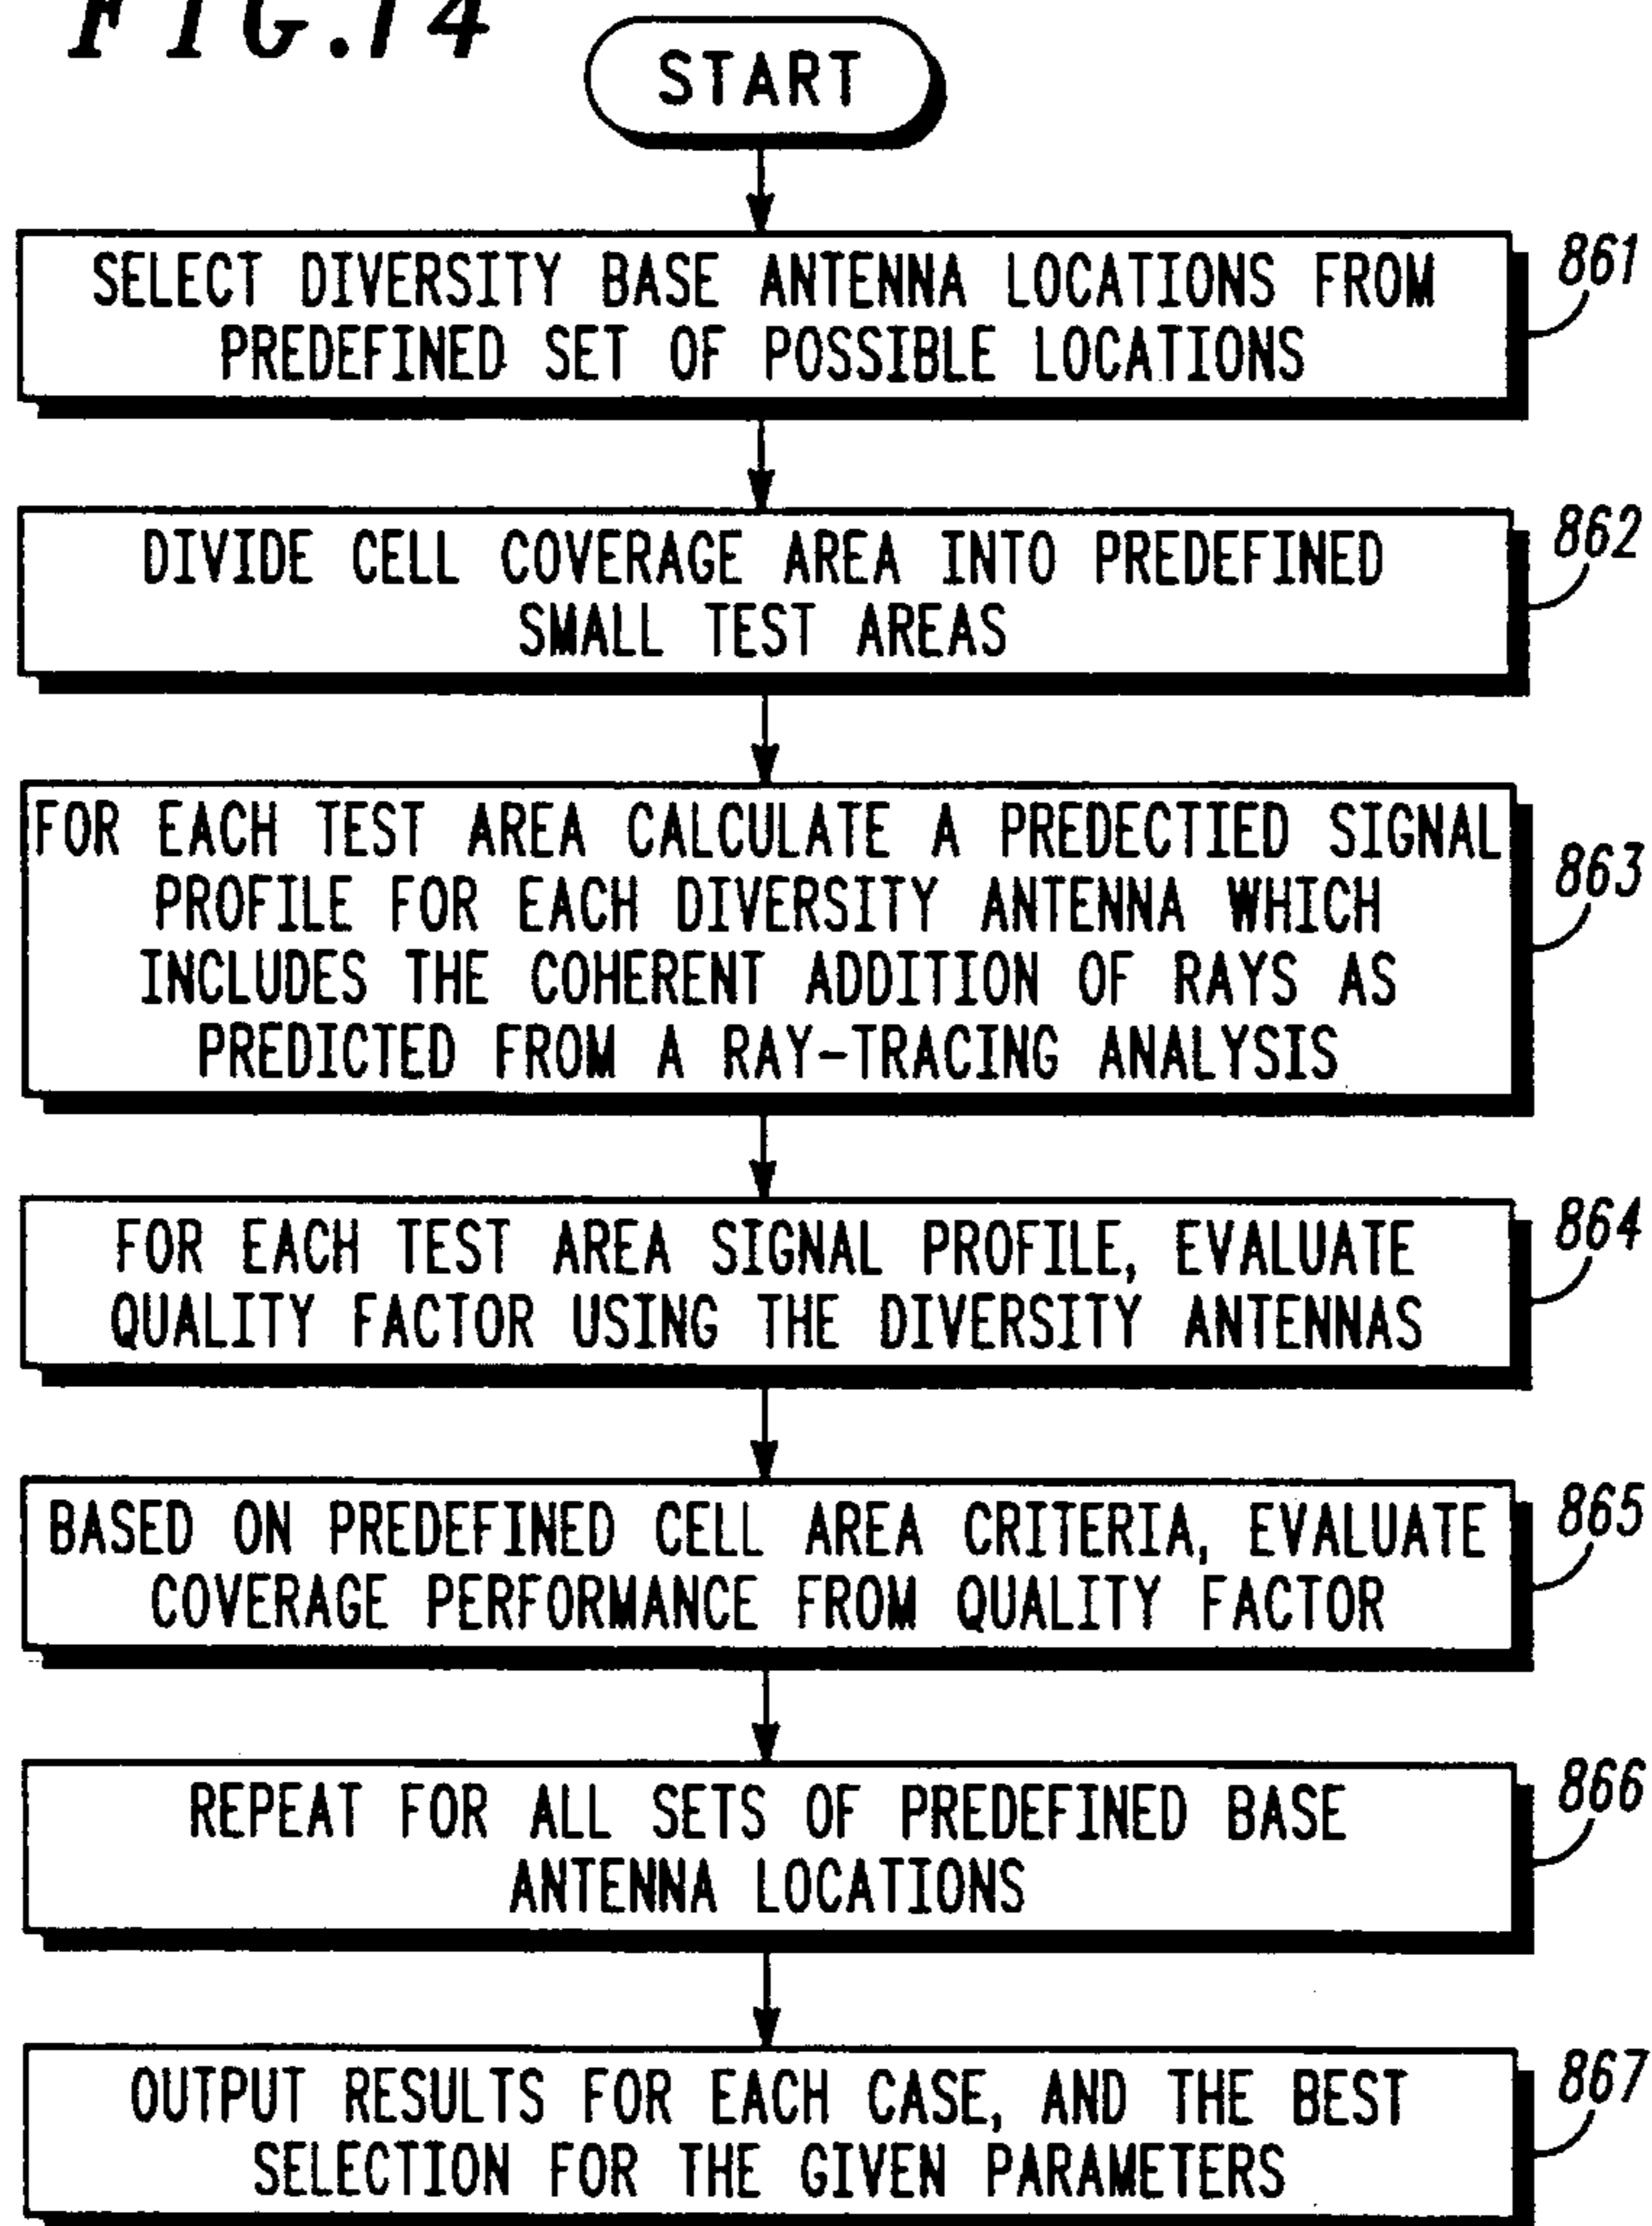 FIG.14
START
SELECT DIVERSITY BASE ANTENNA LOCATIONS FROM
PREDEFINED SET OF POSSIBLE LOCATIONS
861
DIVIDE CELL COVERAGE AREA INTO PREDEFINED
SMALL TEST AREAS
862
FOR EACH TEST AREA CALCULATE A PREDECTIED SIGNAL
PROFILE FOR EACH DIVERSITY ANTENNA WHICH
INCLUDES THE COHERENT ADDITION OF RAYS AS
PREDICTED FROM A RAY-TRACING ANALYSIS
863
FOR EACH TEST AREA SIGNAL PROFILE, EVALUATE
QUALITY FACTOR USING THE DIVERSITY ANTENNAS
864
BASED ON PREDEFINED CELL AREA CRITERIA, EVALUATE
COVERAGE PERFORMANCE FROM QUALITY FACTOR
865
REPEAT FOR ALL SETS OF PREDEFINED BASE
ANTENNA LOCATIONS
866
OUTPUT RESULTS FOR EACH CASE, AND THE BEST
SELECTION FOR THE GIVEN PARAMETERS
867